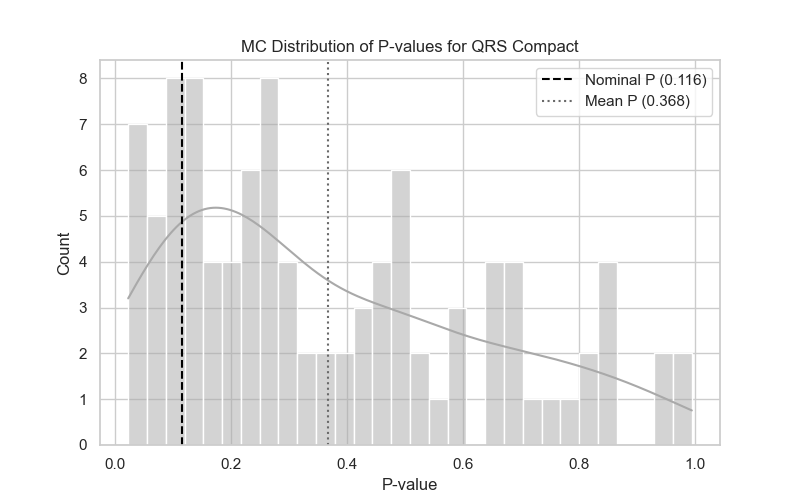 MC Distribution of P-values for QRS Compact
Nominal P (0.116)
Mean P (0.368)
Count
8
7
6
5
4
3
2
1
0
0.0 0.2 0.4 0.6 0.8 1.0
P-value